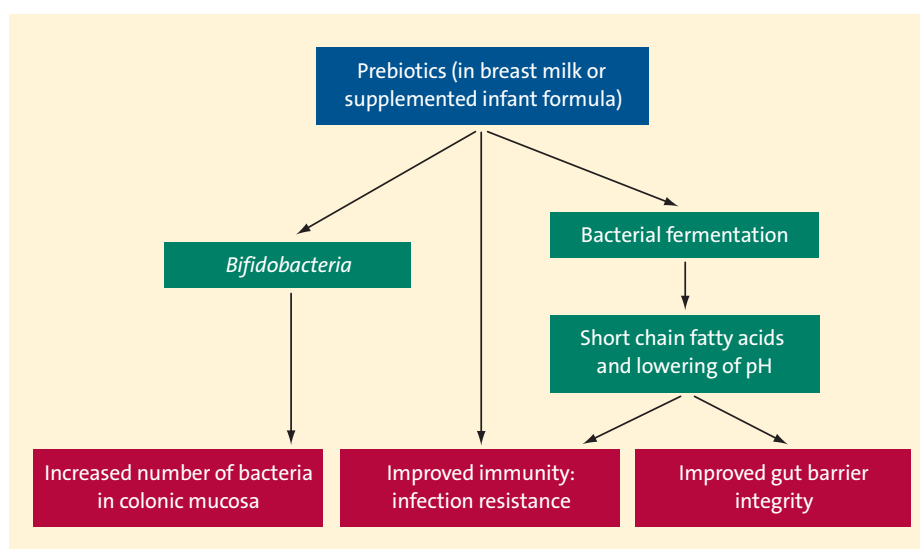 Prebiotics (in breast milk or
supplemented infant formula)
Bacterial fermentation
Bifidobacteria
Short chain fatty acids
and lowering of pH
Increased number of bacteria
in colonic mucosa
Improved immunity:
infection resistance
Improved gut barrier
integrity